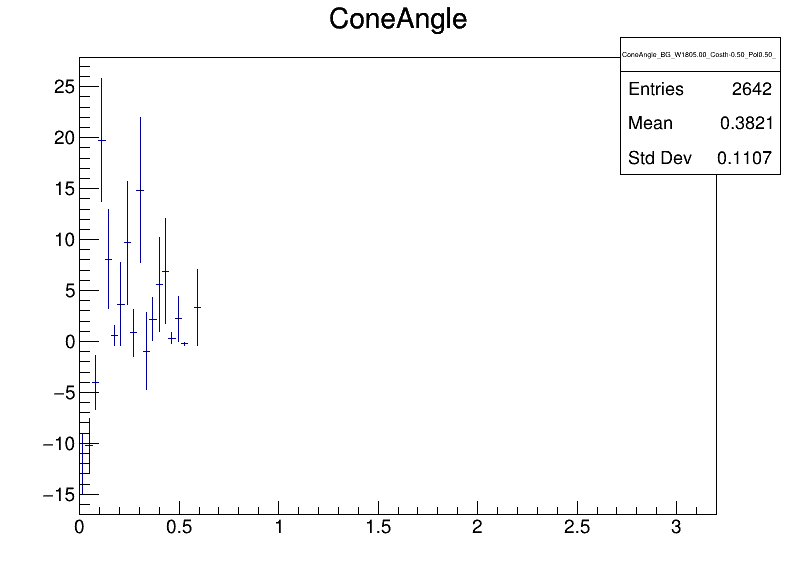 ConeAngle
ConeAngle_BG_W1805.00_Costh-0.50_Pol0.50_
Entries 2642
Mean 0.3821
Std Dev 0.1107
25
20
15
10
5
0
−5
−10
−15
0 0.5 1 1.5 2 2.5 3